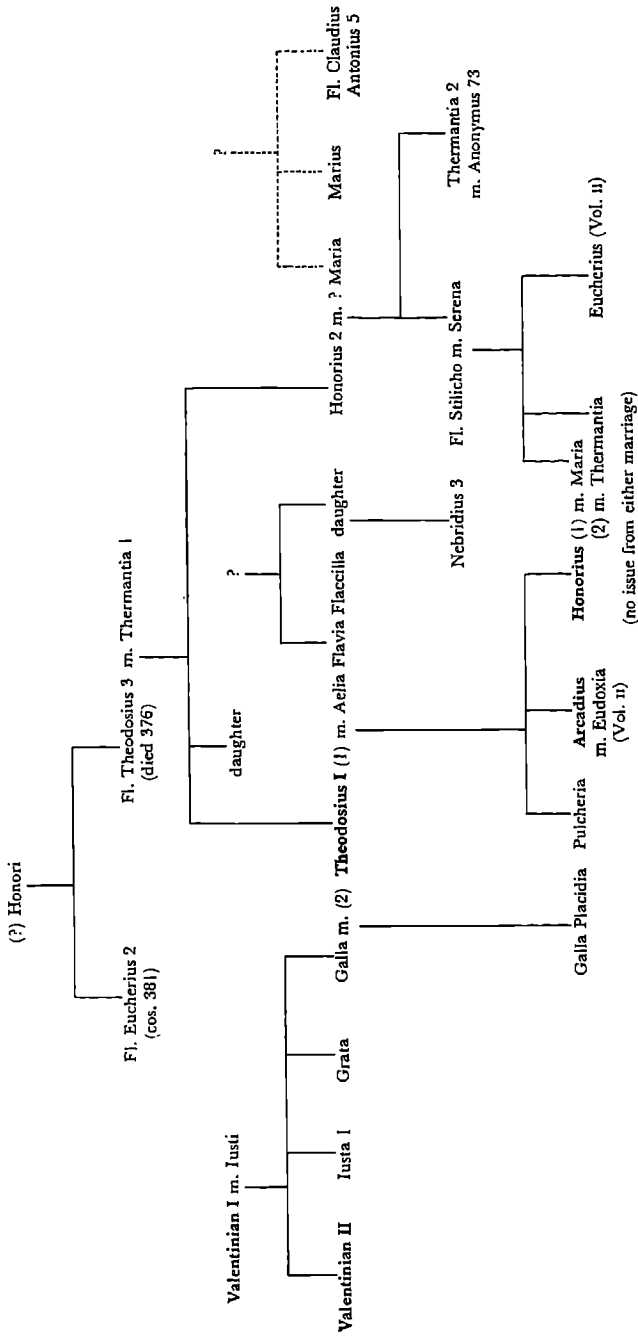 (?) Honori
Fl. Eucherius 2
(cos. 381)
Fl. Theodosius 3 m. Thermantia 1
(died 376)
Valentinian I m. Iusti
daughter
?
?
Valentinian II
Iusta I
Grata
Galla m. (2) Theodosius I (1) m. Aelia Flavia Flaccilla
daughter
Honorius 2 m. ? Maria
Marius
Fl. Claudius
Antonius 5
Nebridius 3
Fl. Stilicho m. Serena
Thermantia 2
m. Anonymus 73
Galla Placidia
Pulcheria
Arcadius
m. Eudoxia
(Vol. II)
Honorius (1) m. Maria
(2) m. Thermantia
(no issue from either marriage)
Eucherius (Vol. II)